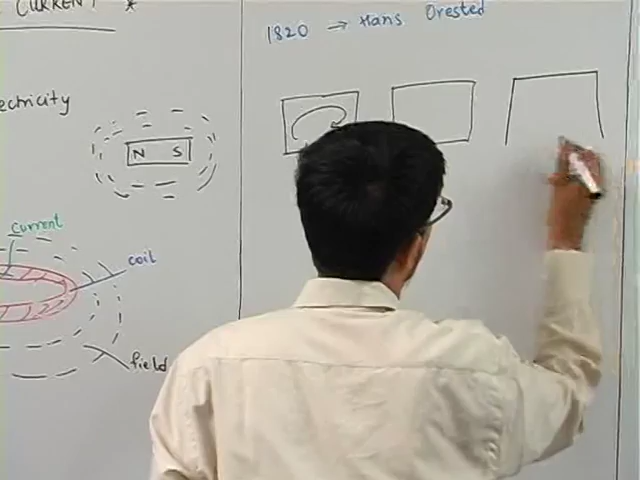 CURRENT *
ectricity
N S
current
coil
field
1820 → Hans Orested